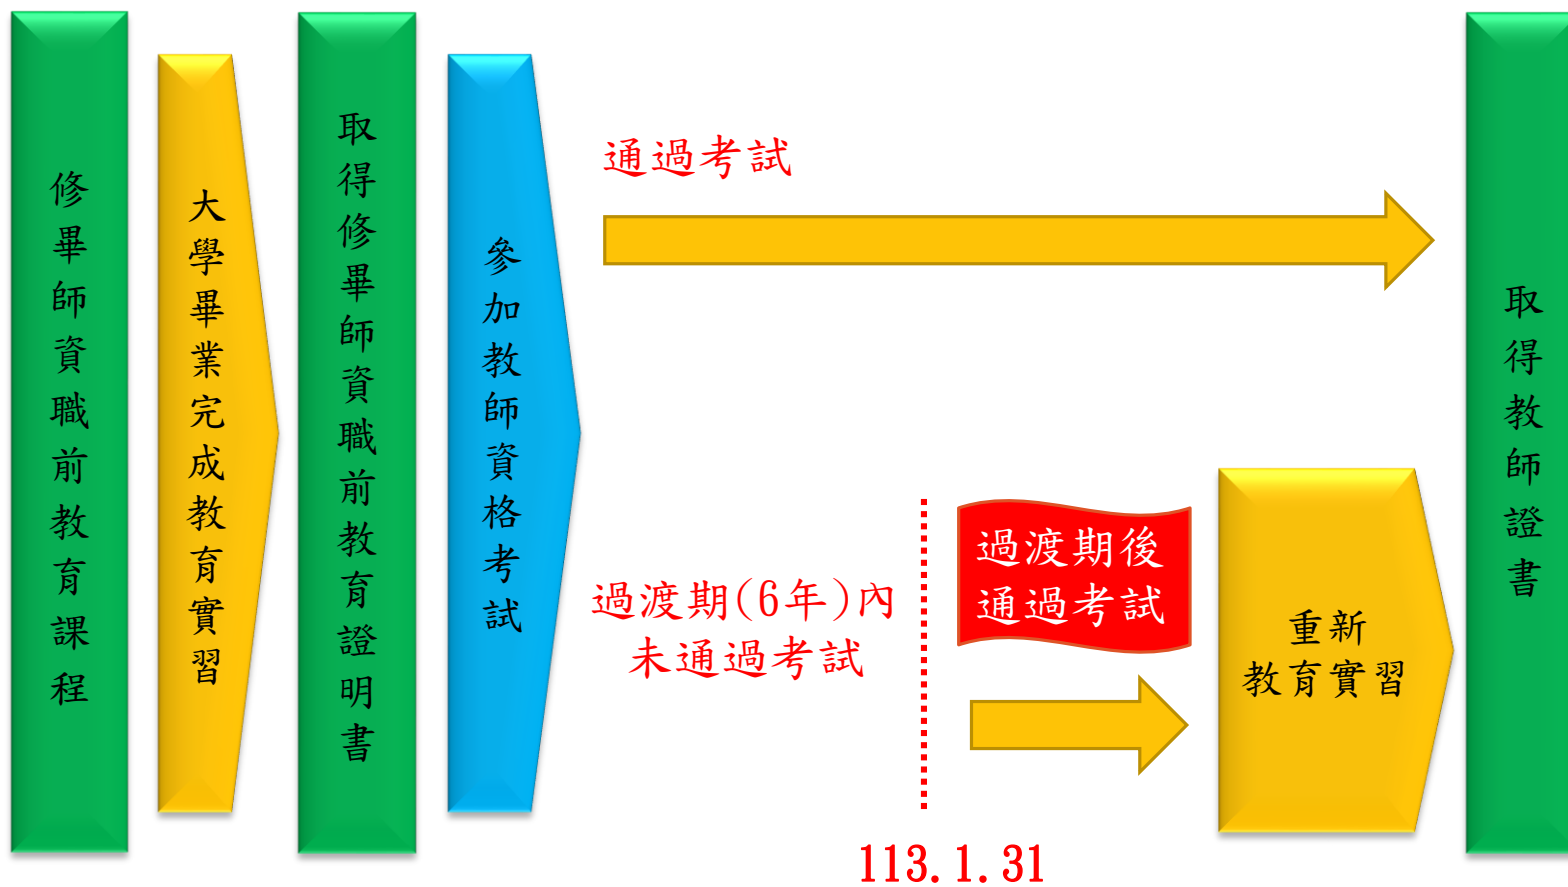 修畢師資職前教育課程
大學畢業完成教育實習
取得修畢師資職前教育證明書
參加教師資格考試
通過考試
過渡期(6年)內
未通過考試
113.1.31
過渡期後
通過考試
重新
教育實習
取得教師證書